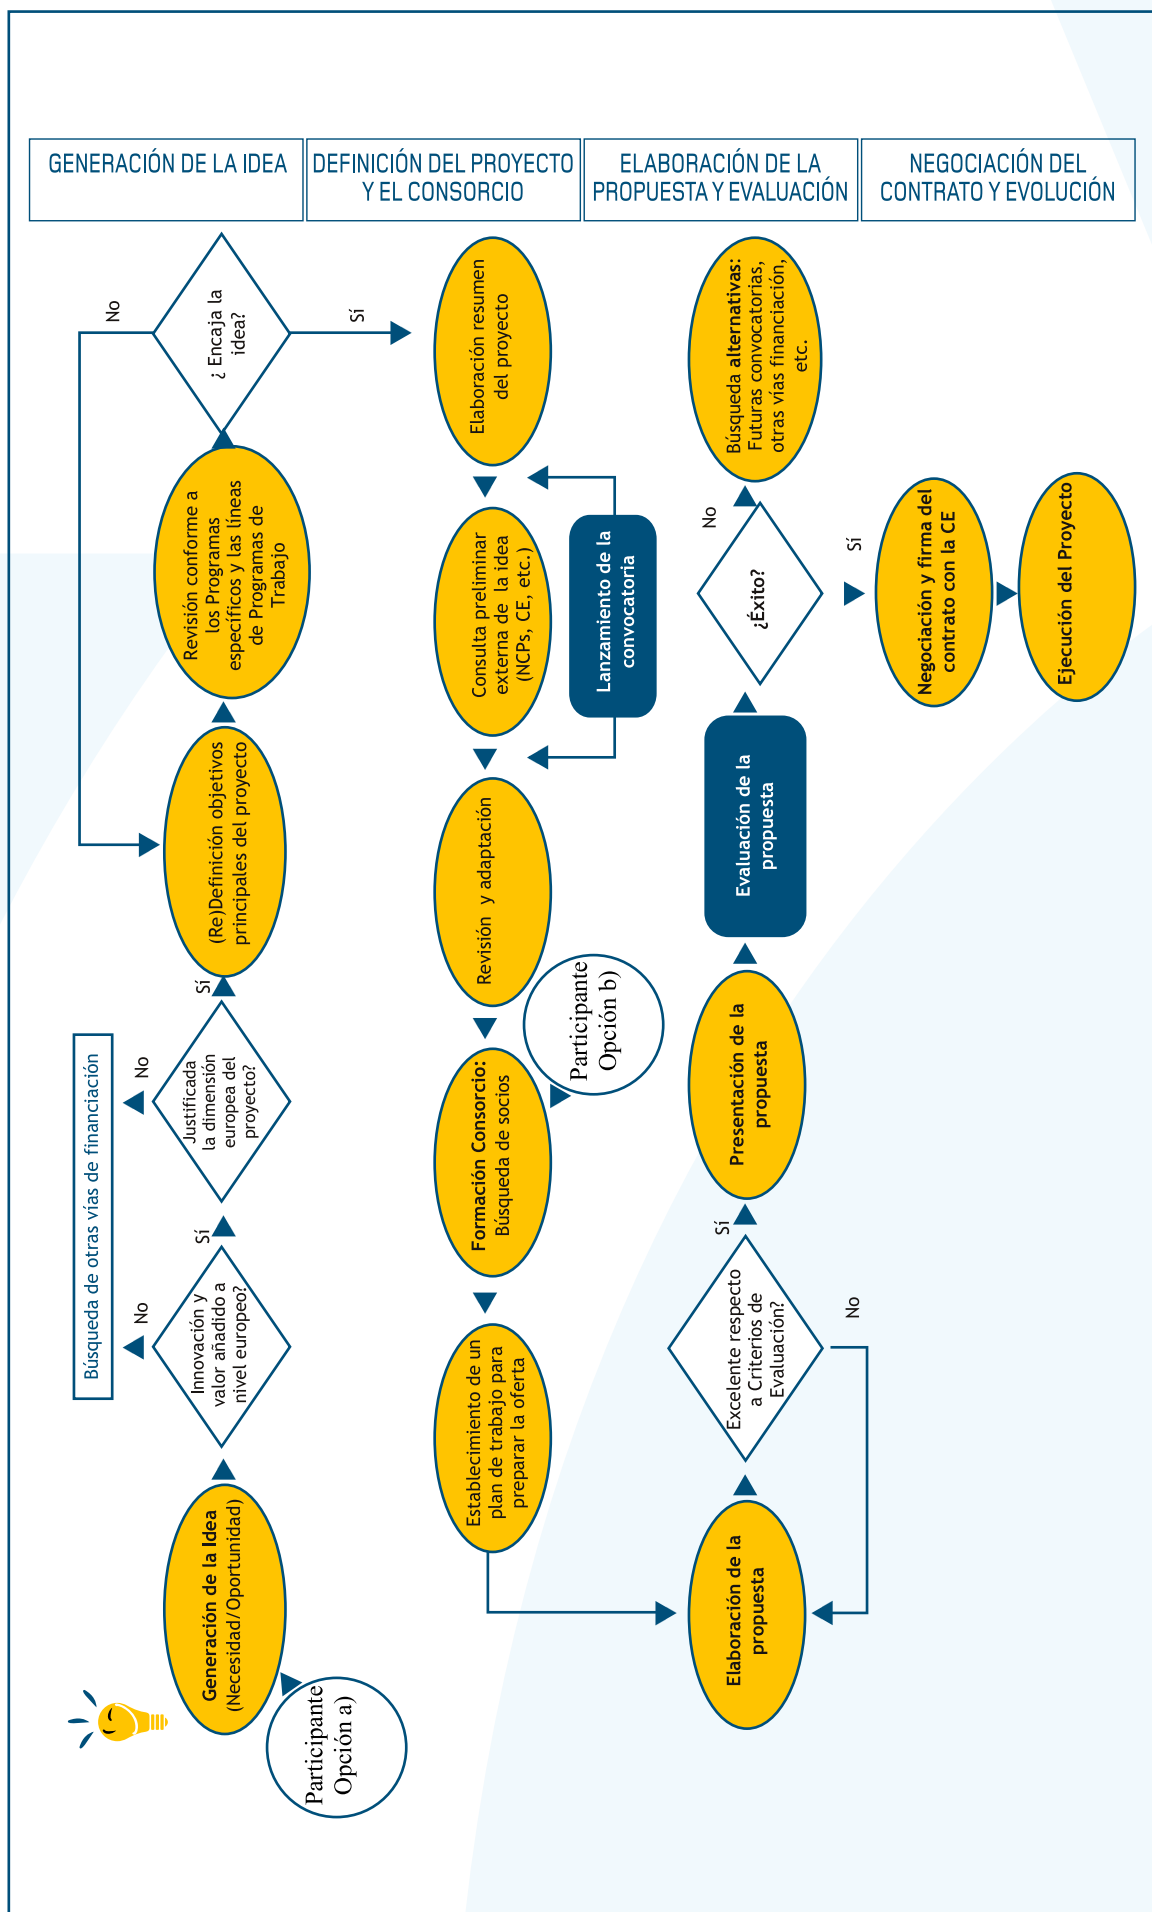 GENERACIÓN DE LA IDEA
DEFINICIÓN DEL PROYECTO
Y EL CONSORCIO
ELABORACIÓN DE LA
PROPUESTA Y EVALUACIÓN
NEGOCIACIÓN DEL
CONTRATO Y EVOLUCIÓN
Generación de la Idea
(Necesidad/Oportunidad)
Participante
Opción a)
Innovación y
valor añadido a
nivel europeo?
No
Sí
Búsqueda de otras vías de financiación
Justificada
la dimensión
europea del
proyecto?
No
Sí
(Re)Definición objetivos
principales del proyecto
Revisión conforme a
los Programas
específicos y las líneas
de Programas de
Trabajo
¿ Encaja la
idea?
No
Sí
Elaboración resumen
del proyecto
Consulta preliminar
externa de la idea
(NCPs, CE, etc.)
Lanzamiento de la
convocatoria
Revisión y adaptación
Formación Consorcio:
Búsqueda de socios
Participante
Opción b)
Establecimiento de un
plan de trabajo para
preparar la oferta
Elaboración de la
propuesta
Excelente respecto
a Criterios de
Evaluación?
No
Sí
Presentación de la
propuesta
Evaluación de la
propuesta
¿Éxito?
No
Sí
Búsqueda alternativas:
Futuras convocatorias,
otras vías financiación,
etc.
Negociación y firma del
contrato con la CE
Ejecución del Proyecto